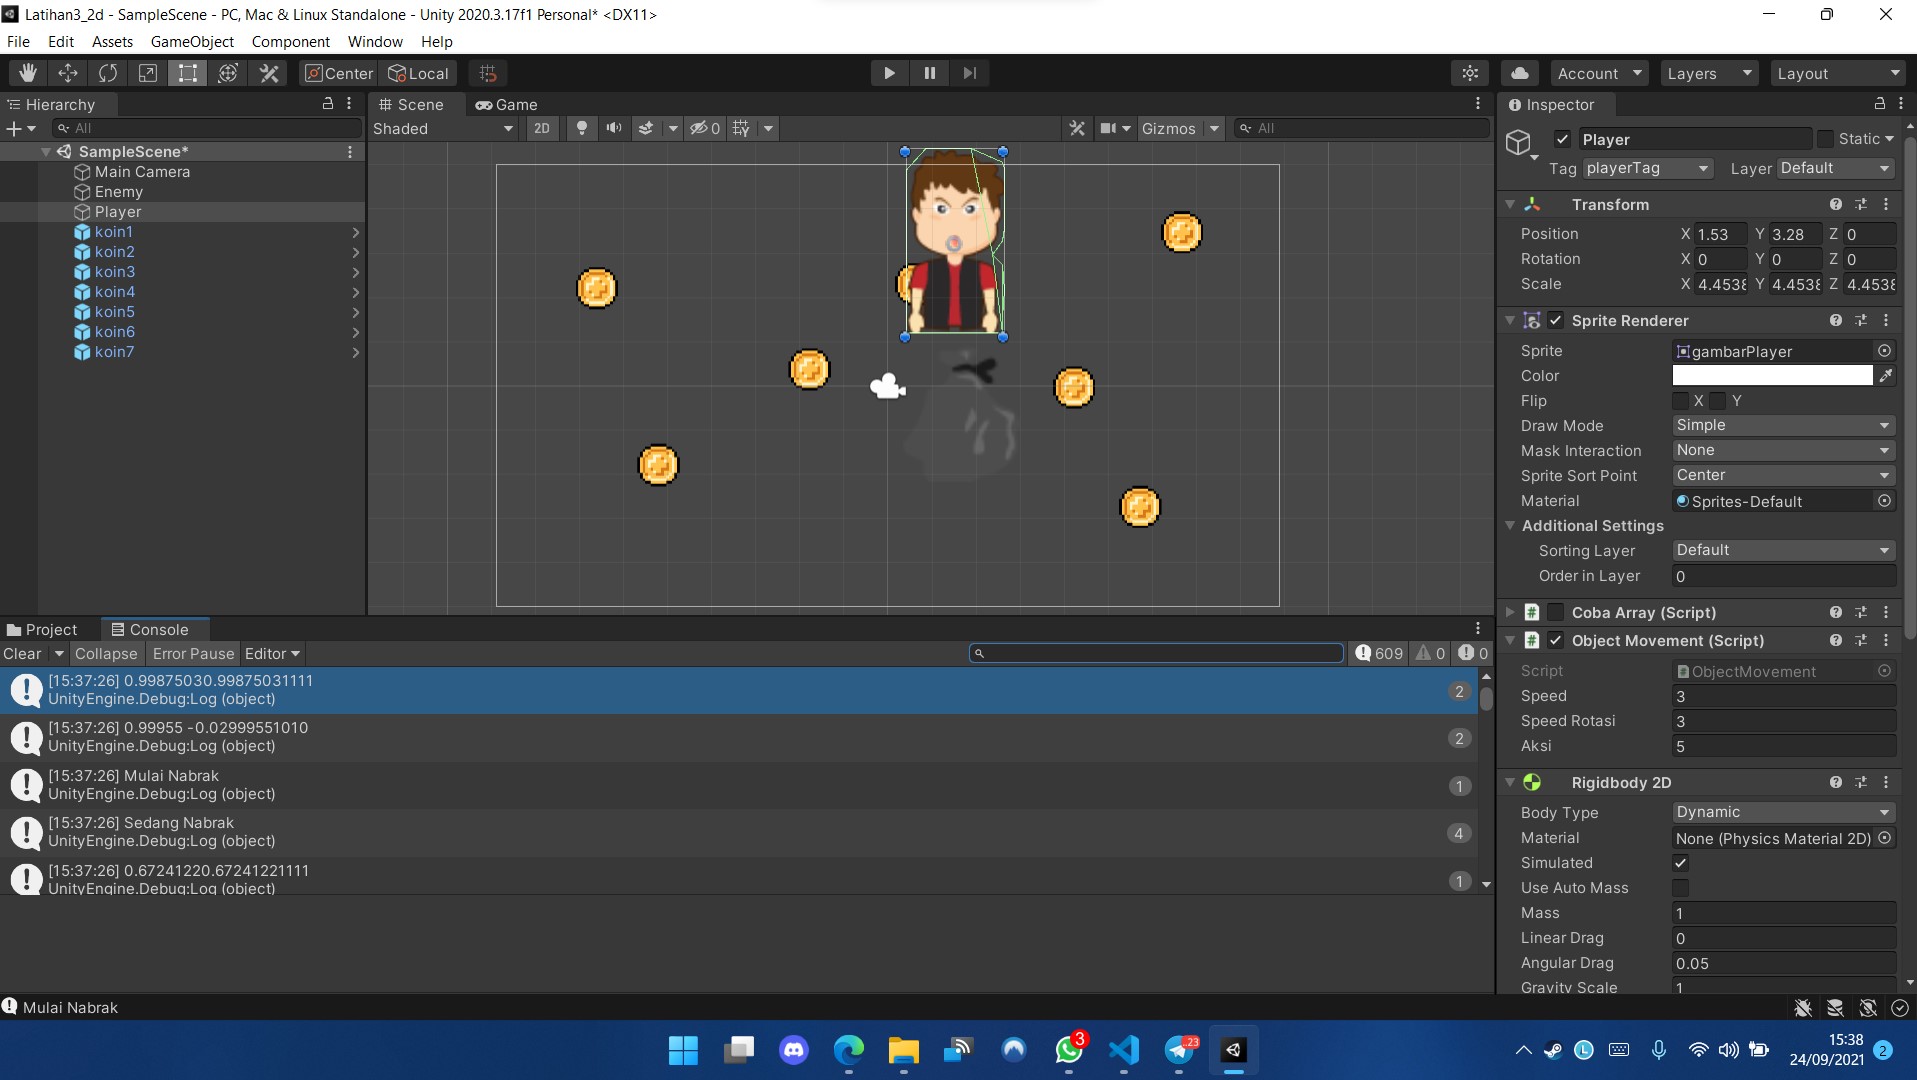 Latihan3_2d - SampleScene - PC, Mac & Linux Standalone - Unity 2020.3.17f1 Personal* <DX11>
File Edit Assets GameObject Component Window Help
Center Local Account Layers Layout
Hierarchy
All
SampleScene*
Main Camera
Enemy
Player
koin1
koin2
koin3
koin4
koin5
koin6
koin7
Scene Game
Shaded 2D 0 Gizmos All
Inspector
Player Static
Tag playerTag Layer Default
Transform
Position X 1.53 Y 3.28 Z 0
Rotation X 0 Y 0 Z 0
Scale X 4.4538 Y 4.4538 Z 4.4538
Sprite Renderer
Sprite gambarPlayer
Color
Flip X Y
Draw Mode Simple
Mask Interaction None
Sprite Sort Point Center
Material Sprites-Default
Additional Settings
Sorting Layer Default
Order in Layer 0
Coba Array (Script)
Object Movement (Script)
Script ObjectMovement
Speed 3
Speed Rotasi 3
Aksi 5
Rigidbody 2D
Body Type Dynamic
Material None (Physics Material 2D)
Simulated
Use Auto Mass
Mass 1
Linear Drag 0
Angular Drag 0.05
Gravity Scale 1
Project Console
Clear Collapse Error Pause Editor 609 0 0
[15:37:26] 0.99875030.99875031111
UnityEngine.Debug:Log (object) 2
[15:37:26] 0.99955 -0.02999551010
UnityEngine.Debug:Log (object) 2
[15:37:26] Mulai Nabrak
UnityEngine.Debug:Log (object) 1
[15:37:26] Sedang Nabrak
UnityEngine.Debug:Log (object) 4
[15:37:26] 0.67241220.67241221111
UnityEngine.Debug:Log (object) 1
Mulai Nabrak
3 23 15:38
24/09/2021 2